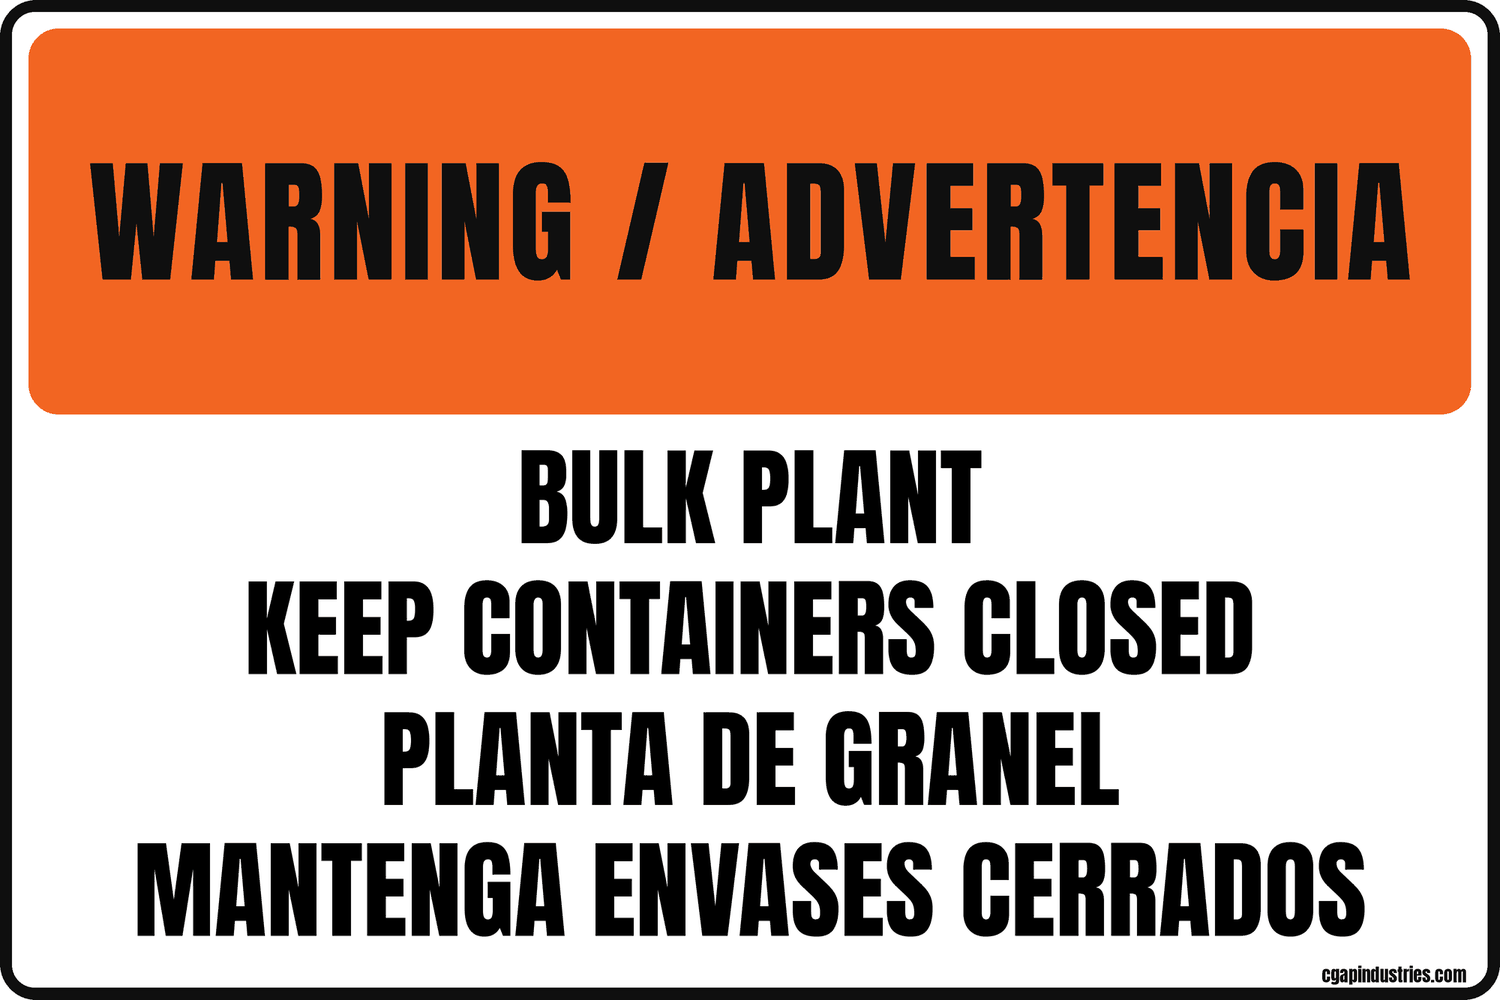 WARNING / ADVERTENCIA
BULK PLANT
KEEP CONTAINERS CLOSED
PLANTA DE GRANEL
MANTENGA ENVASES CERRADOS
cgapindustries.com